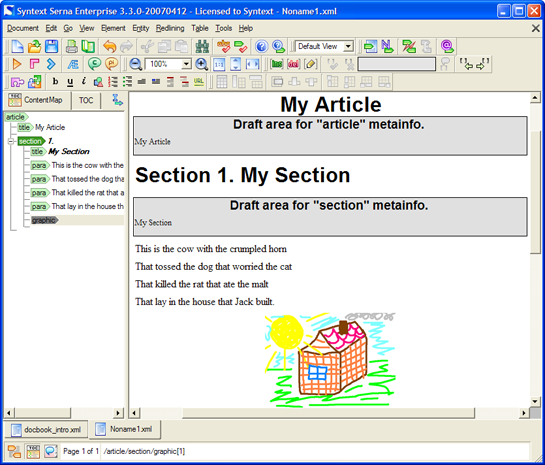 Syntext Serna Enterprise 3.3.0-20070412 - Licensed to Syntext - Noname1.xml
Document Edit Go View Element Entity Redlining Table Tools Help
Default View
100%
1:1
b u i URL
ContentMap TOC
article
title My Article
section 1.
title My Section
para This is the cow with the
para That tossed the dog tha
para That killed the rat that a
para That lay in the house th
graphic
My Article
Draft area for "article" metainfo.
My Article
Section 1. My Section
Draft area for "section" metainfo.
My Section
This is the cow with the crumpled horn
That tossed the dog that worried the cat
That killed the rat that ate the malt
That lay in the house that Jack built.
docbook_intro.xml Noname1.xml
TOC Page 1 of 1 /article/section/graphic[1]